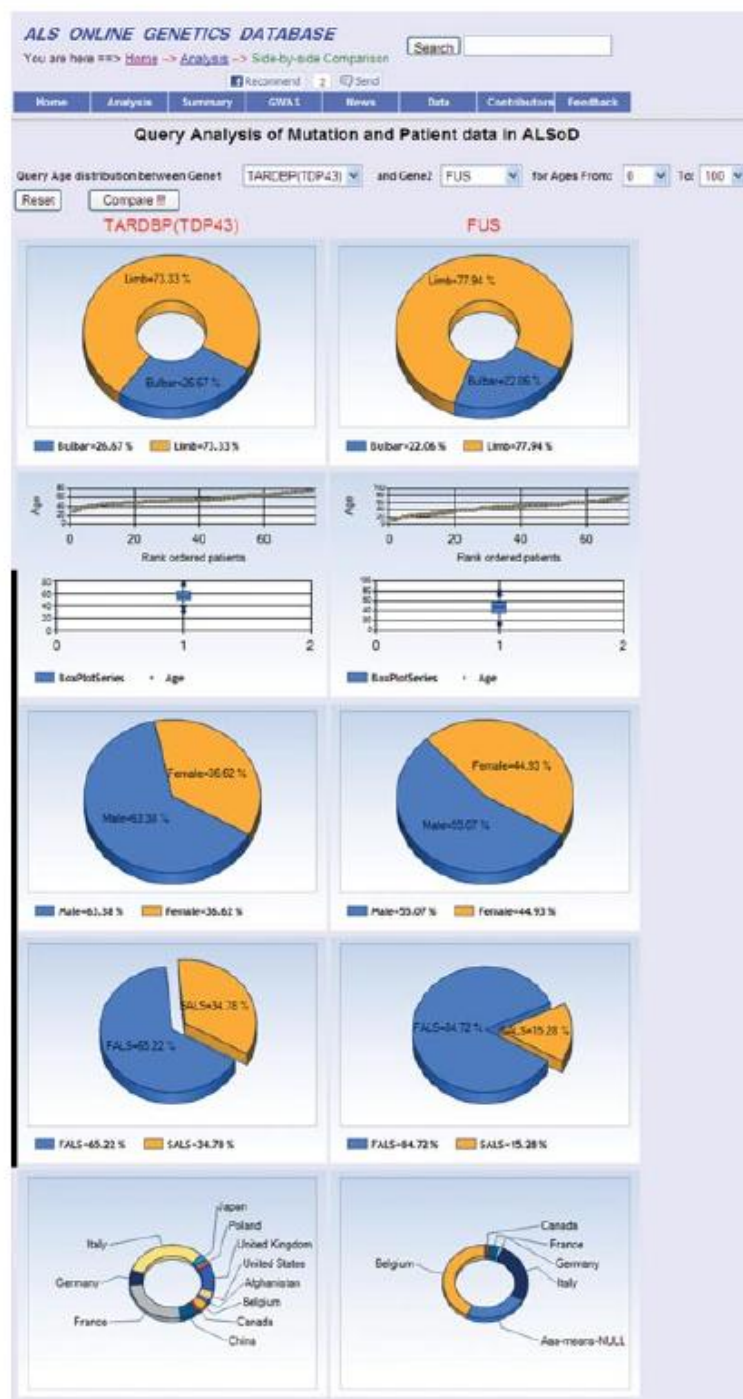 ALS ONLINE GENETICS DATABASE
You are here ==> Home -> Analysis -> Side-by-side Comparison
Search
Recommend 2 Send
Home Analysis Summary GWAS News Data Contributors Feedback
Query Analysis of Mutation and Patient data in ALSoD
Query Age distribution between Gene1 TARDBP(TDP43) and Gene2 FUS for Ages From: 0 To: 100
Reset Compare !!!
TARDBP(TDP43) FUS
Limb=73.33 % Limb=77.94 %
Bulbar=26.67 % Bulbar=22.06 %
Bulbar=26.67 % Limb=73.33 % Bulbar=22.06 % Limb=77.94 %
Age Age
0 20 40 60 0 20 40 60
Rank ordered patients Rank ordered patients
80 60 40 20 0
0 1 2 0 1 2
BoxPlotSeries Age BoxPlotSeries Age
Female=36.62 % Female=44.93 %
Male=63.38 % Male=55.07 %
Male=63.38 % Female=36.62 % Male=55.07 % Female=44.93 %
SALS=34.78 % FALS=84.72 % SALS=15.28 %
FALS=65.22 %
FALS=65.22 % SALS=34.78 % FALS=84.72 % SALS=15.28 %
Japan
Poland Canada
Italy United Kingdom France
United States Belgium Germany
Germany Afghanistan Italy
Belgium
France Canada
China Aaa-means-NULL